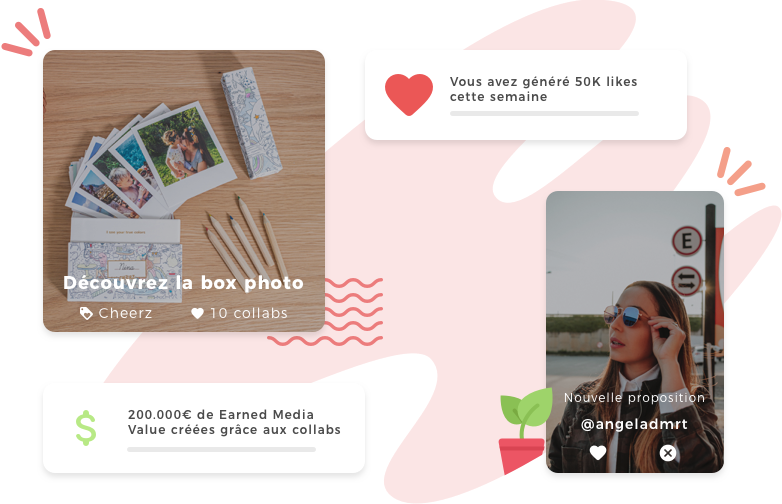 Vous avez généré 50K likes
cette semaine
E
Découvrez la box photo
Cheerz
10 collabs
Nouvelle proposition
@angeladmrt
$
200.000€ de Earned Media
Value créées grâce aux collabs